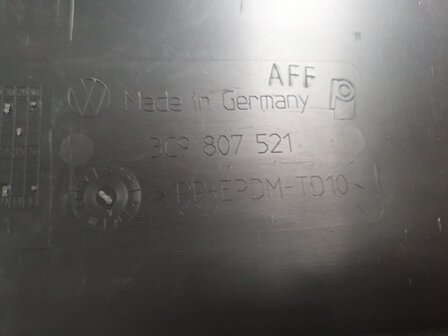 AFF
Made in Germany
3C9 807 521
>PP+EPDM-TD10<